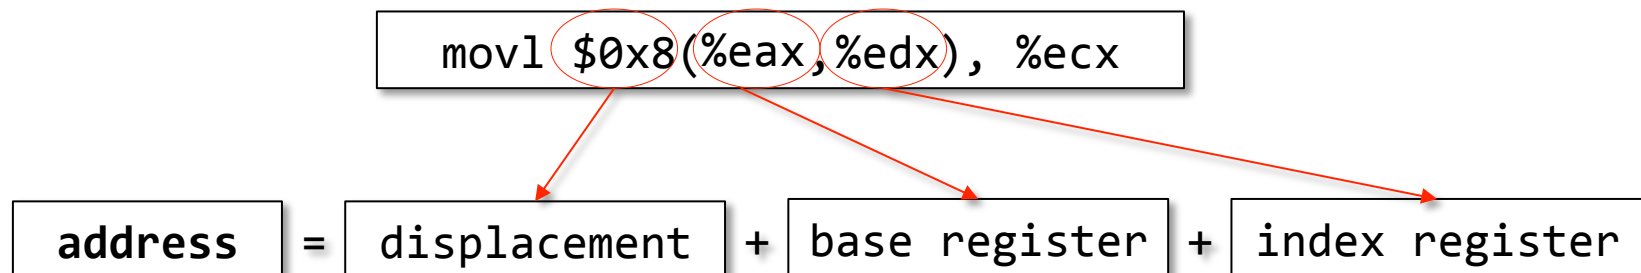 movl $0x8(%eax,%edx), %ecx
address = displacement + base register + index register